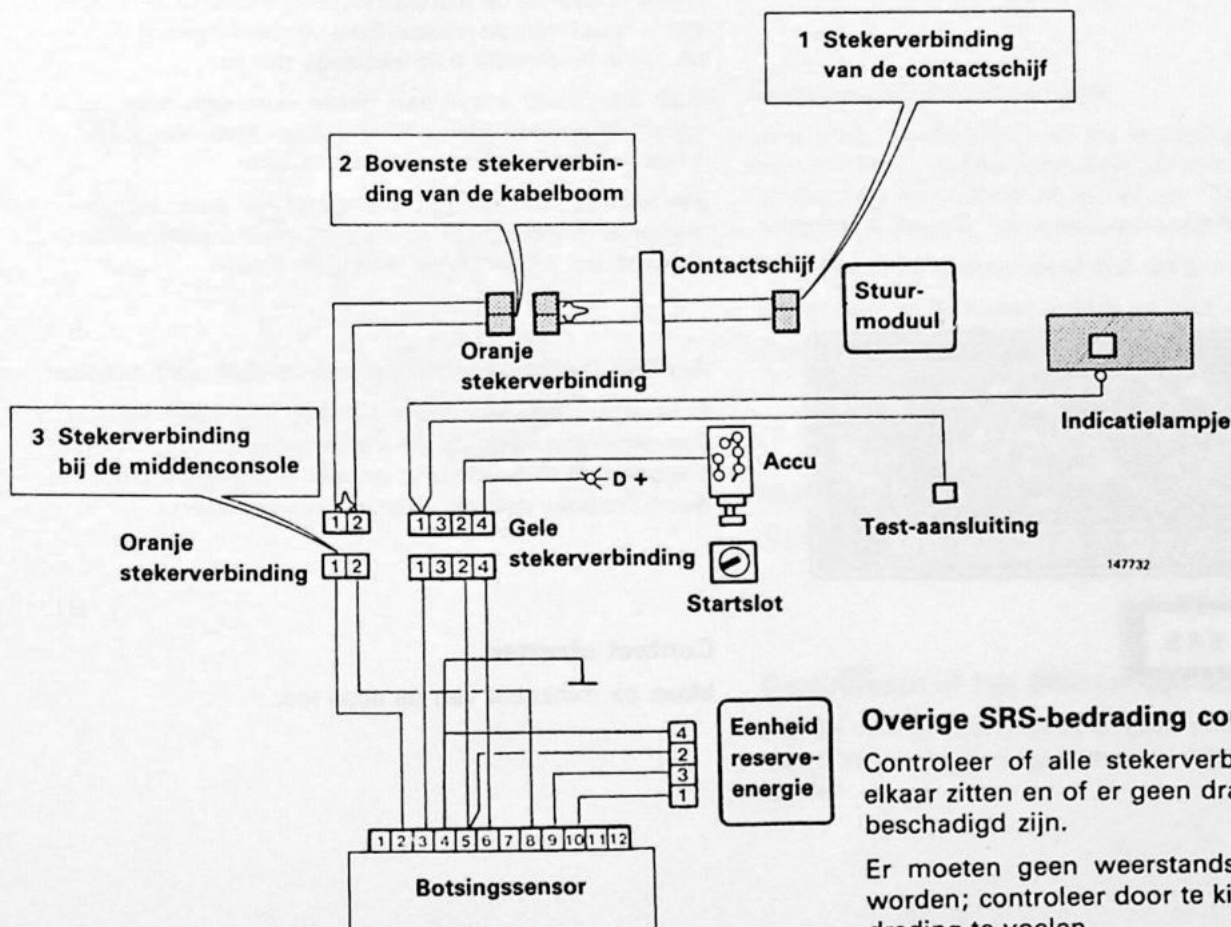 1 Stekerverbinding
van de contactschijf
2 Bovenste stekerverbin-
ding van de kabelboom
Contactschijf
Stuur-
moduul
Oranje
stekerverbinding
Indicatielampje
3 Stekerverbinding
bij de middenconsole
Accu
D +
Test-aansluiting
1 2
1 3 2 4
Gele
stekerverbinding
Oranje
stekerverbinding
1 2
1 3 2 4
147732
Startslot
Eenheid
reserve-
energie
4
2
3
1
1 2 3 4 5 6 7 8 9 10 11 12
Botsingssensor
Overige SRS-bedrading co
Controleer of alle stekerverb
elkaar zitten en of er geen dra
beschadigd zijn.
Er moeten geen weerstands
worden; controleer door te ki